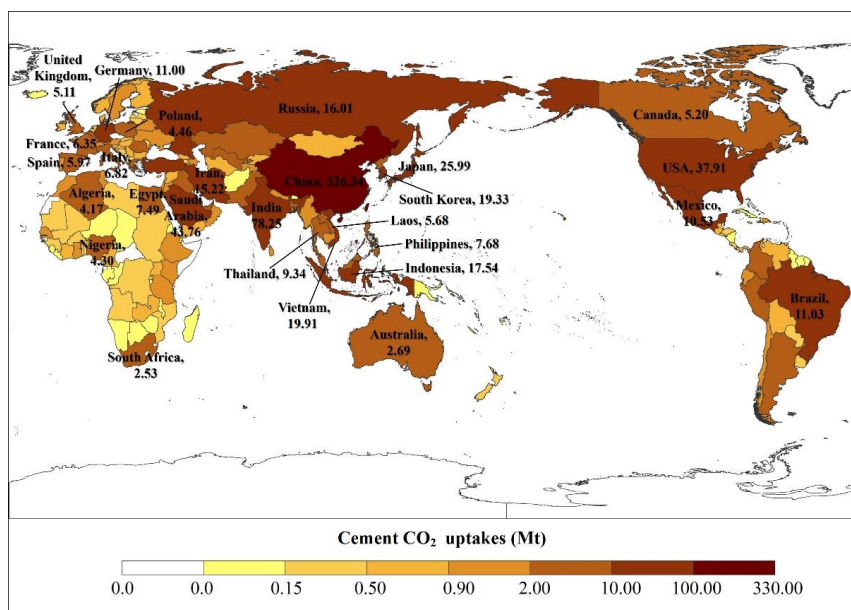 United
Kingdom,
5.11
Germany, 11.00
Poland,
4.46
Russia, 16.01
Canada, 5.20
France, 6.35
Spain, 5.97
Italy,
6.82
Iran,
15.22
China, 326.34
Japan, 25.99
South Korea, 19.33
USA, 37.91
Mexico,
10.53
Algeria,
4.17
Egypt,
7.49
Saudi
Arabia,
43.76
India
78.25
Laos, 5.68
Philippines, 7.68
Nigeria,
4.30
Thailand, 9.34
Indonesia, 17.54
Vietnam,
19.91
Brazil,
11.03
Australia,
2.69
South Africa,
2.53
Cement CO₂ uptakes (Mt)
0.0 0.0 0.15 0.50 0.90 2.00 10.00 100.00 330.00